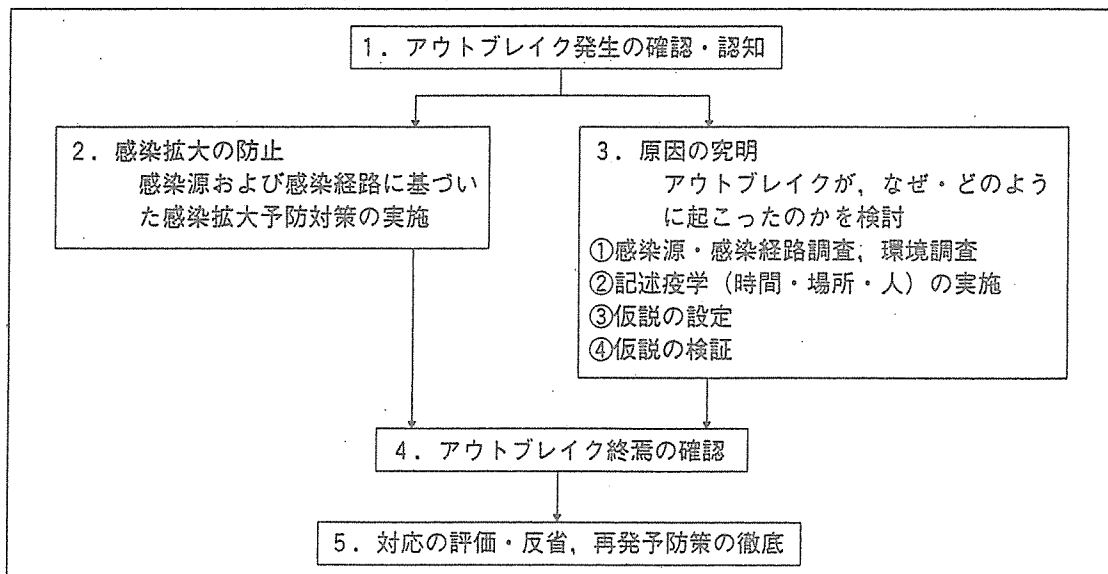 1．アウトブレイク発生の確認・認知
2．感染拡大の防止
感染源および感染経路に基づい
た感染拡大予防対策の実施
3．原因の究明
アウトブレイクが，なぜ・どのよう
に起こったのかを検討
①感染源・感染経路調査，環境調査
②記述疫学（時間・場所・人）の実施
③仮説の設定
④仮説の検証
4．アウトブレイク終焉の確認
5．対応の評価・反省，再発予防策の徹底